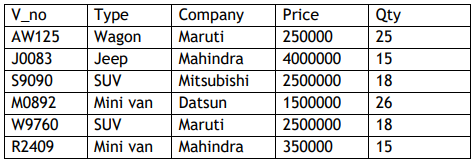 V_no Type Company Price Qty
AW125 Wagon Maruti 250000 25
J0083 Jeep Mahindra 4000000 15
S9090 SUV Mitsubishi 2500000 18
M0892 Mini van Datsun 1500000 26
W9760 SUV Maruti 2500000 18
R2409 Mini van Mahindra 350000 15